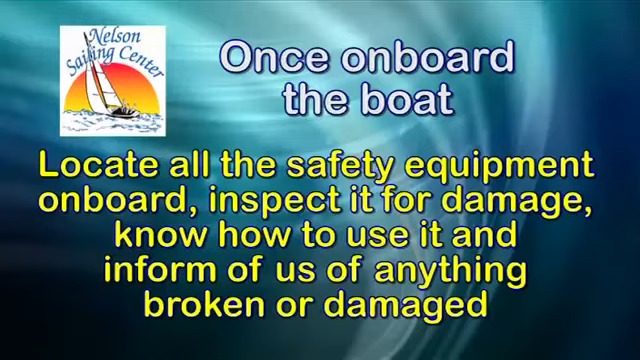 Nelson
Sailing Center
Once onboard
the boat
Locate all the safety equipment
onboard, inspect it for damage,
know how to use it and
inform of us of anything
broken or damaged